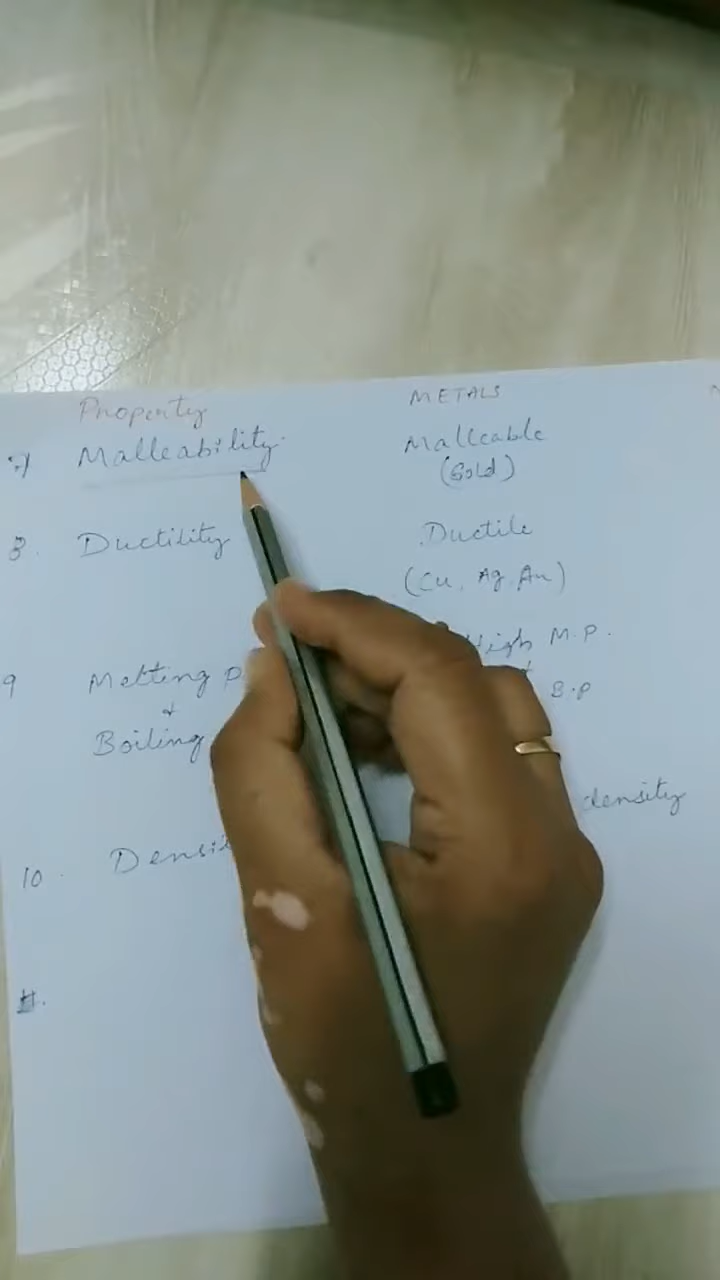 Property METALS
7) Malleability Malleable
(Gold)
8. Ductility Ductile
(Cu, Ag, Au)
9 Melting High M.P.
& B.P
Boiling
10. density